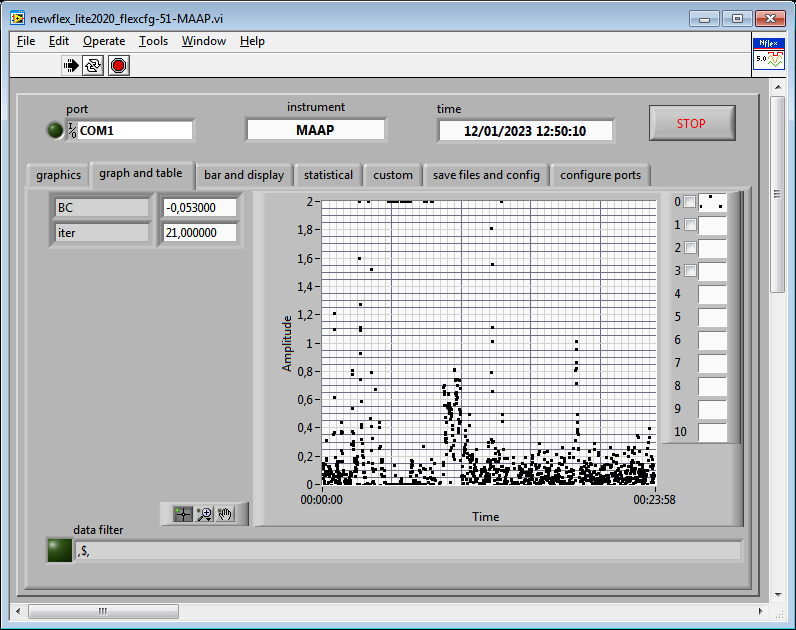 newflex_lite2020_flexcfg-51-MAAP.vi
File Edit Operate Tools Window Help
Nflex
5.0
port instrument time
I/O COM1 MAAP 12/01/2023 12:50:10 STOP
graphics graph and table bar and display statistical custom save files and config configure ports
BC -0,053000
iter 21,000000
Amplitude
2
1,8
1,6
1,4
1,2
1
0,8
0,6
0,4
0,2
0
00:00:00 00:23:58
Time
0
1
2
3
4
5
6
7
8
9
10
data filter
,$,